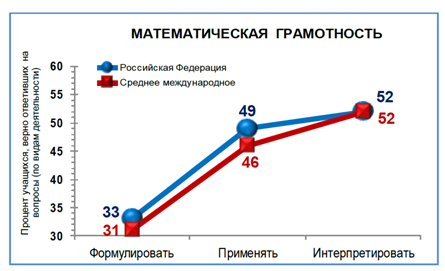 МАТЕМАТИЧЕСКАЯ ГРАМОТНОСТЬ
Процент учащихся, верно ответивших на
вопросы (по видам деятельности)
60
55
50
45
40
35
30
Российская Федерация
Среднее международное
33
31
49
46
52
52
Формулировать Применять Интерпретировать